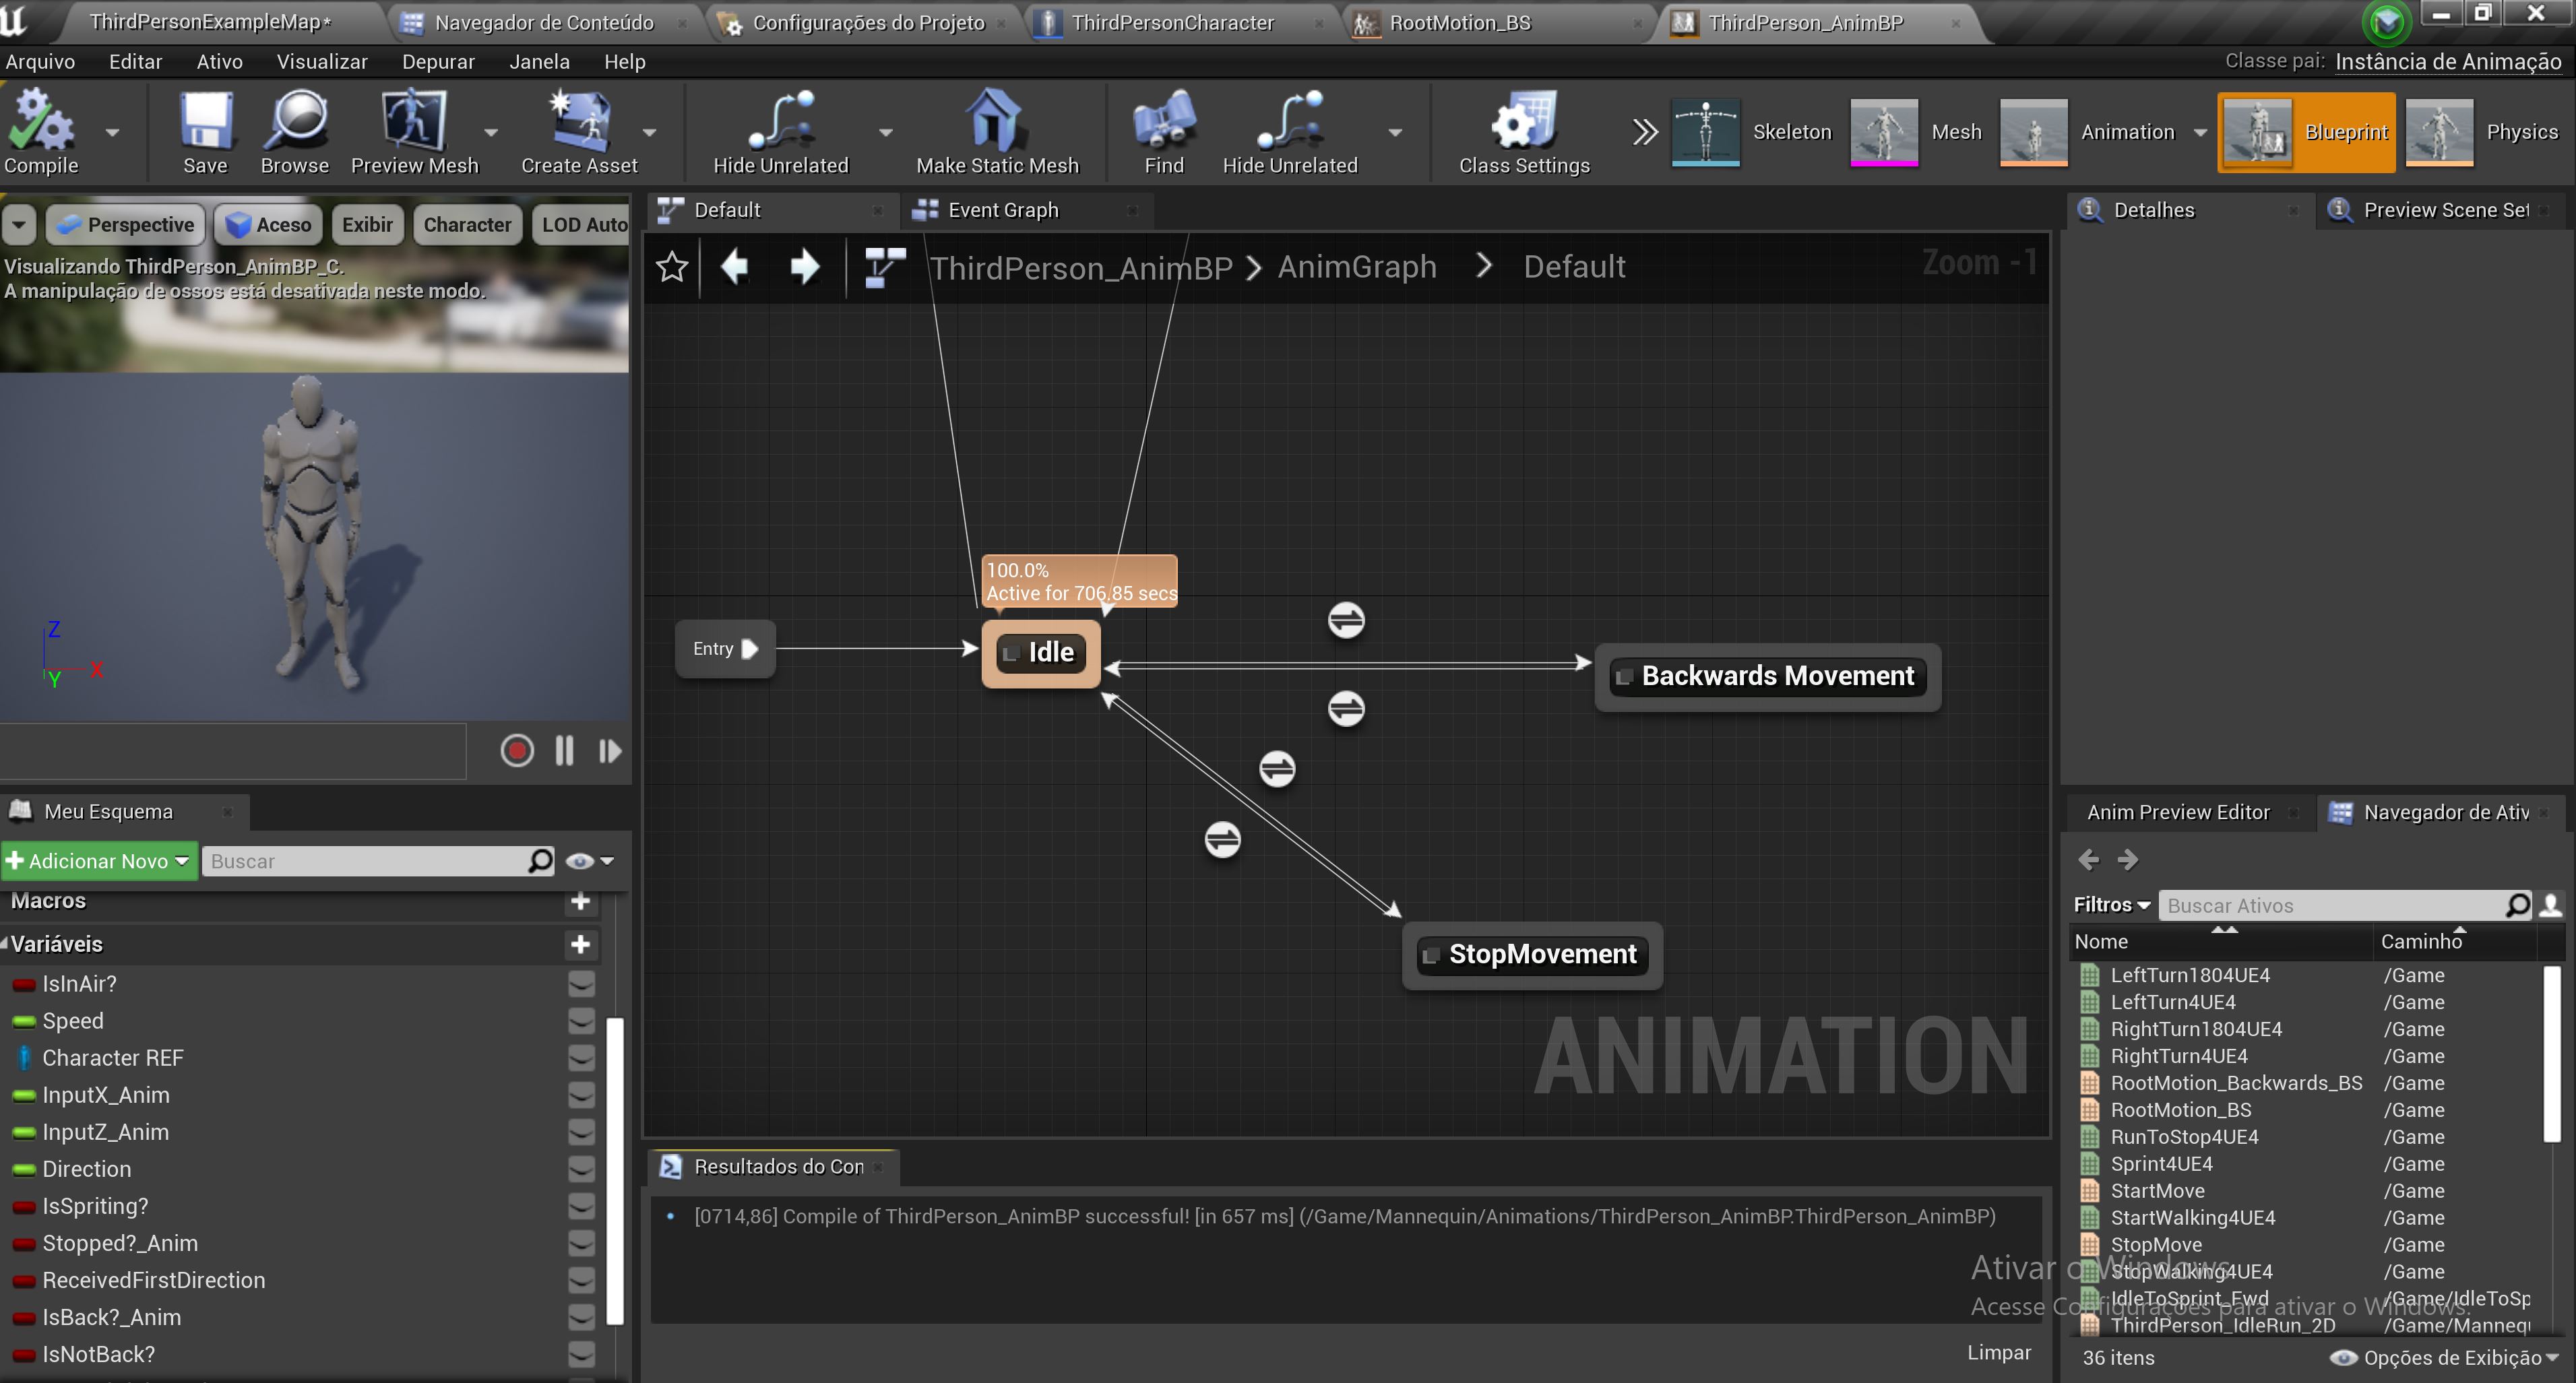 ThirdPersonExampleMap*
Navegador de Conteúdo
Configurações do Projeto
ThirdPersonCharacter
RootMotion_BS
ThirdPerson_AnimBP
Arquivo Editar Ativo Visualizar Depurar Janela Help
Classe pai: Instância de Animação
Compile
Save
Browse
Preview Mesh
Create Asset
Hide Unrelated
Make Static Mesh
Find
Hide Unrelated
Class Settings
Skeleton
Mesh
Animation
Blueprint
Physics
Perspective
Aceso
Exibir
Character
LOD Auto
Visualizando ThirdPerson_AnimBP_C.
A manipulação de ossos está desativada neste modo.
Z
X
Y
Default
Event Graph
ThirdPerson_AnimBP > AnimGraph > Default
Zoom -1
100.0%
Active for 706.85 secs
Entry
Idle
Backwards Movement
StopMovement
ANIMATION
Detalhes
Preview Scene Set
Meu Esquema
Adicionar Novo
Buscar
Macros
Variáveis
IsInAir?
Speed
Character REF
InputX_Anim
InputZ_Anim
Direction
IsSpriting?
Stopped?_Anim
ReceivedFirstDirection
IsBack?_Anim
IsNotBack?
Resultados do Con
[0714,86] Compile of ThirdPerson_AnimBP successful! [in 657 ms] (/Game/Mannequin/Animations/ThirdPerson_AnimBP.ThirdPerson_AnimBP)
Limpar
Anim Preview Editor
Navegador de Ativ
Filtros
Buscar Ativos
Nome Caminho
LeftTurn1804UE4 /Game
LeftTurn4UE4 /Game
RightTurn1804UE4 /Game
RightTurn4UE4 /Game
RootMotion_Backwards_BS /Game
RootMotion_BS /Game
RunToStop4UE4 /Game
Sprint4UE4 /Game
StartMove /Game
StartWalking4UE4 /Game
StopMove /Game
StopWalking4UE4 /Game
IdleToSprint_Fwd /Game/IdleToSp
ThirdPerson_IdleRun_2D /Game/Mannequ
Ativar o Windows
Acesse Configurações para ativar o Windows.
36 itens
Opções de Exibição